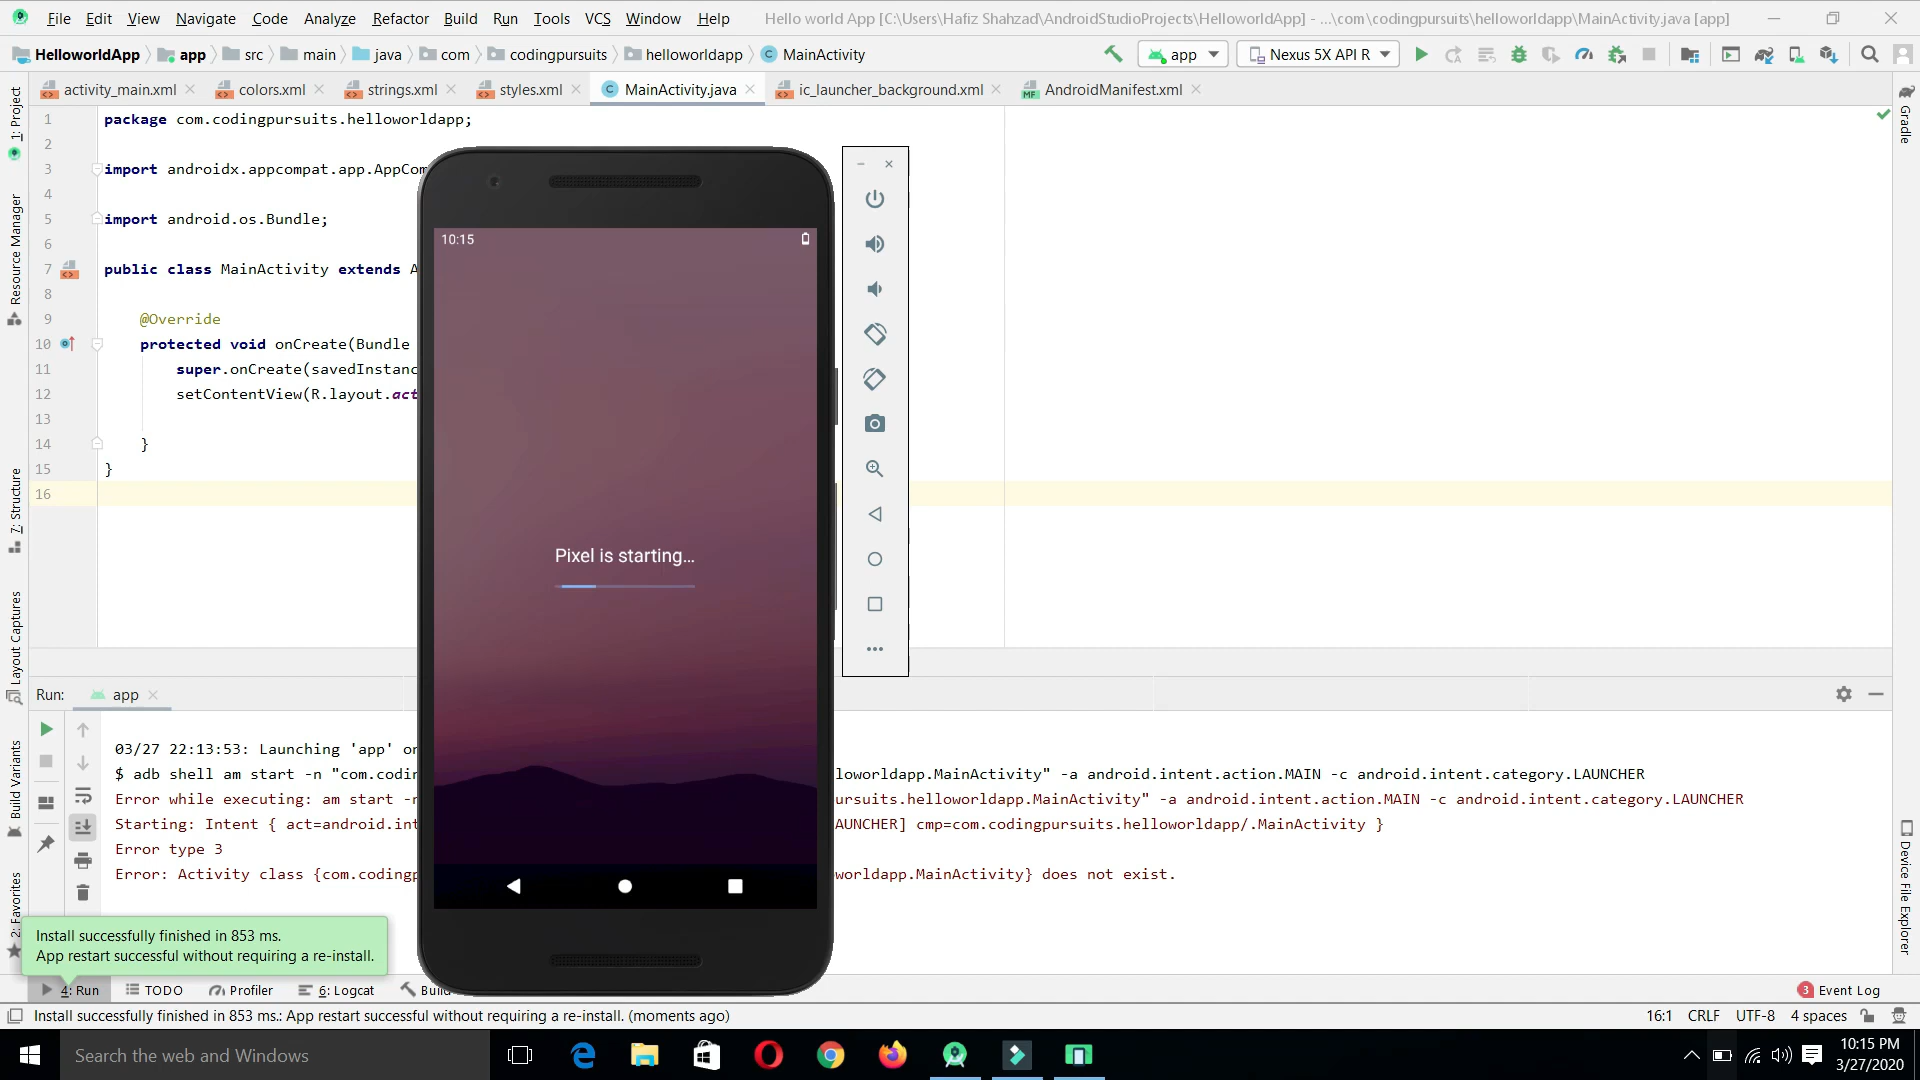 File Edit View Navigate Code Analyze Refactor Build Run Tools VCS Window Help Hello world App [C:\Users\Hafiz Shahzad\AndroidStudioProjects\HelloworldApp] - ...\com\codingpursuits\helloworldapp\MainActivity.java [app]
HelloworldApp app src main java com codingpursuits helloworldapp MainActivity app Nexus 5X API R
activity_main.xml colors.xml strings.xml styles.xml MainActivity.java ic_launcher_background.xml AndroidManifest.xml
1: Project
Resource Manager
7: Structure
Layout Captures
Build Variants
2: Favorites
Gradle
Device File Explorer
1 package com.codingpursuits.helloworldapp;
2
3 import androidx.appcompat.app.AppCom
4
5 import android.os.Bundle;
6
7 public class MainActivity extends A
8
9 @Override
10 protected void onCreate(Bundle
11 super.onCreate(savedInstanc
12 setContentView(R.layout.act
13
14 }
15 }
16
10:15
Pixel is starting…
Run: app
03/27 22:13:53: Launching 'app' on
$ adb shell am start -n "com.codin loworldapp.MainActivity" -a android.intent.action.MAIN -c android.intent.category.LAUNCHER
Error while executing: am start -n ursuits.helloworldapp.MainActivity" -a android.intent.action.MAIN -c android.intent.category.LAUNCHER
Starting: Intent { act=android.int AUNCHER] cmp=com.codingpursuits.helloworldapp/.MainActivity }
Error type 3
Error: Activity class {com.codingp worldapp.MainActivity} does not exist.
Install successfully finished in 853 ms.
App restart successful without requiring a re-install.
4: Run TODO Profiler 6: Logcat Build 3 Event Log
Install successfully finished in 853 ms.: App restart successful without requiring a re-install. (moments ago) 16:1 CRLF UTF-8 4 spaces
Search the web and Windows
10:15 PM
3/27/2020